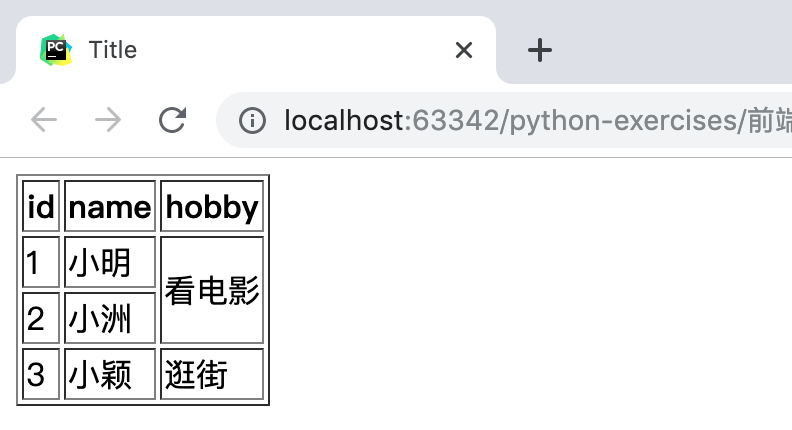 PC
Title
localhost:63342/python-exercises/前端
id name hobby
1 小明 看电影
2 小洲
3 小颖 逛街